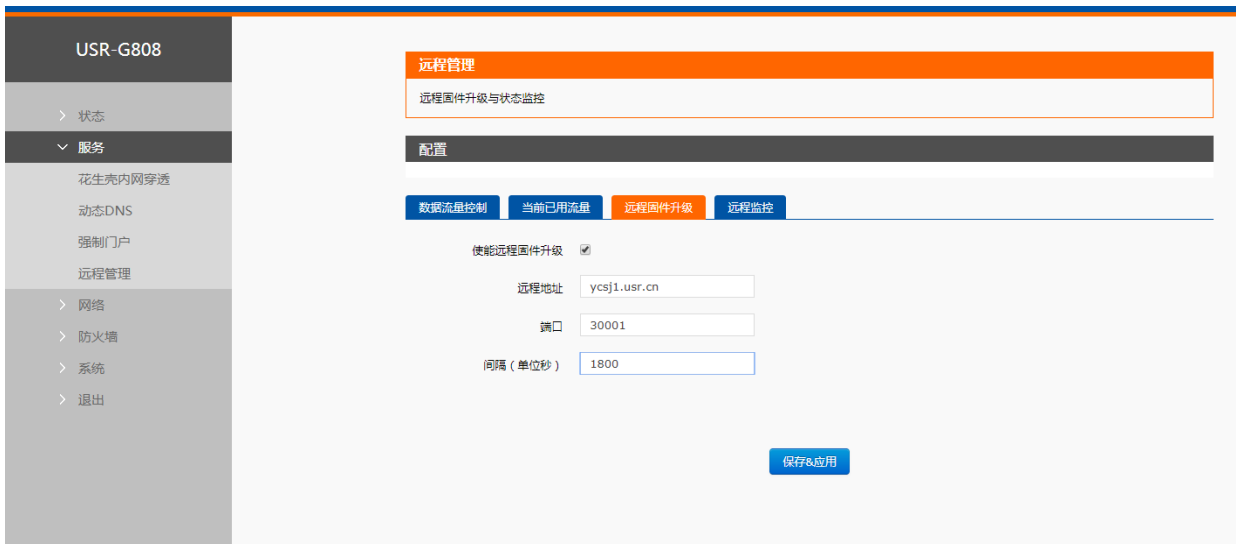 USR-G808
状态
服务
花生壳内网穿透
动态DNS
强制门户
远程管理
网络
防火墙
系统
退出
远程管理
远程固件升级与状态监控
配置
数据流量控制 当前已用流量 远程固件升级 远程监控
使能远程固件升级
远程地址 ycsj1.usr.cn
端口 30001
间隔(单位秒) 1800
保存&应用